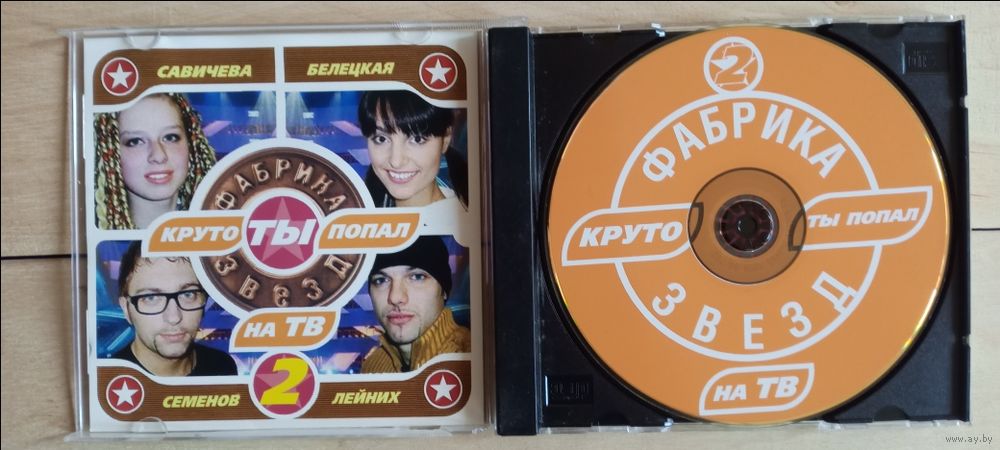 САВИЧЕВА
БЕЛЕЦКАЯ
ФАБРИКА
КРУТО ТЫ ПОПАЛ
ЗВЕЗД
НА ТВ
СЕМЕНОВ 2 ЛЕЙНИХ
2
ФАБРИКА
КРУТО ТЫ ПОПАЛ
ЗВЕЗД
НА ТВ
www.ay.by